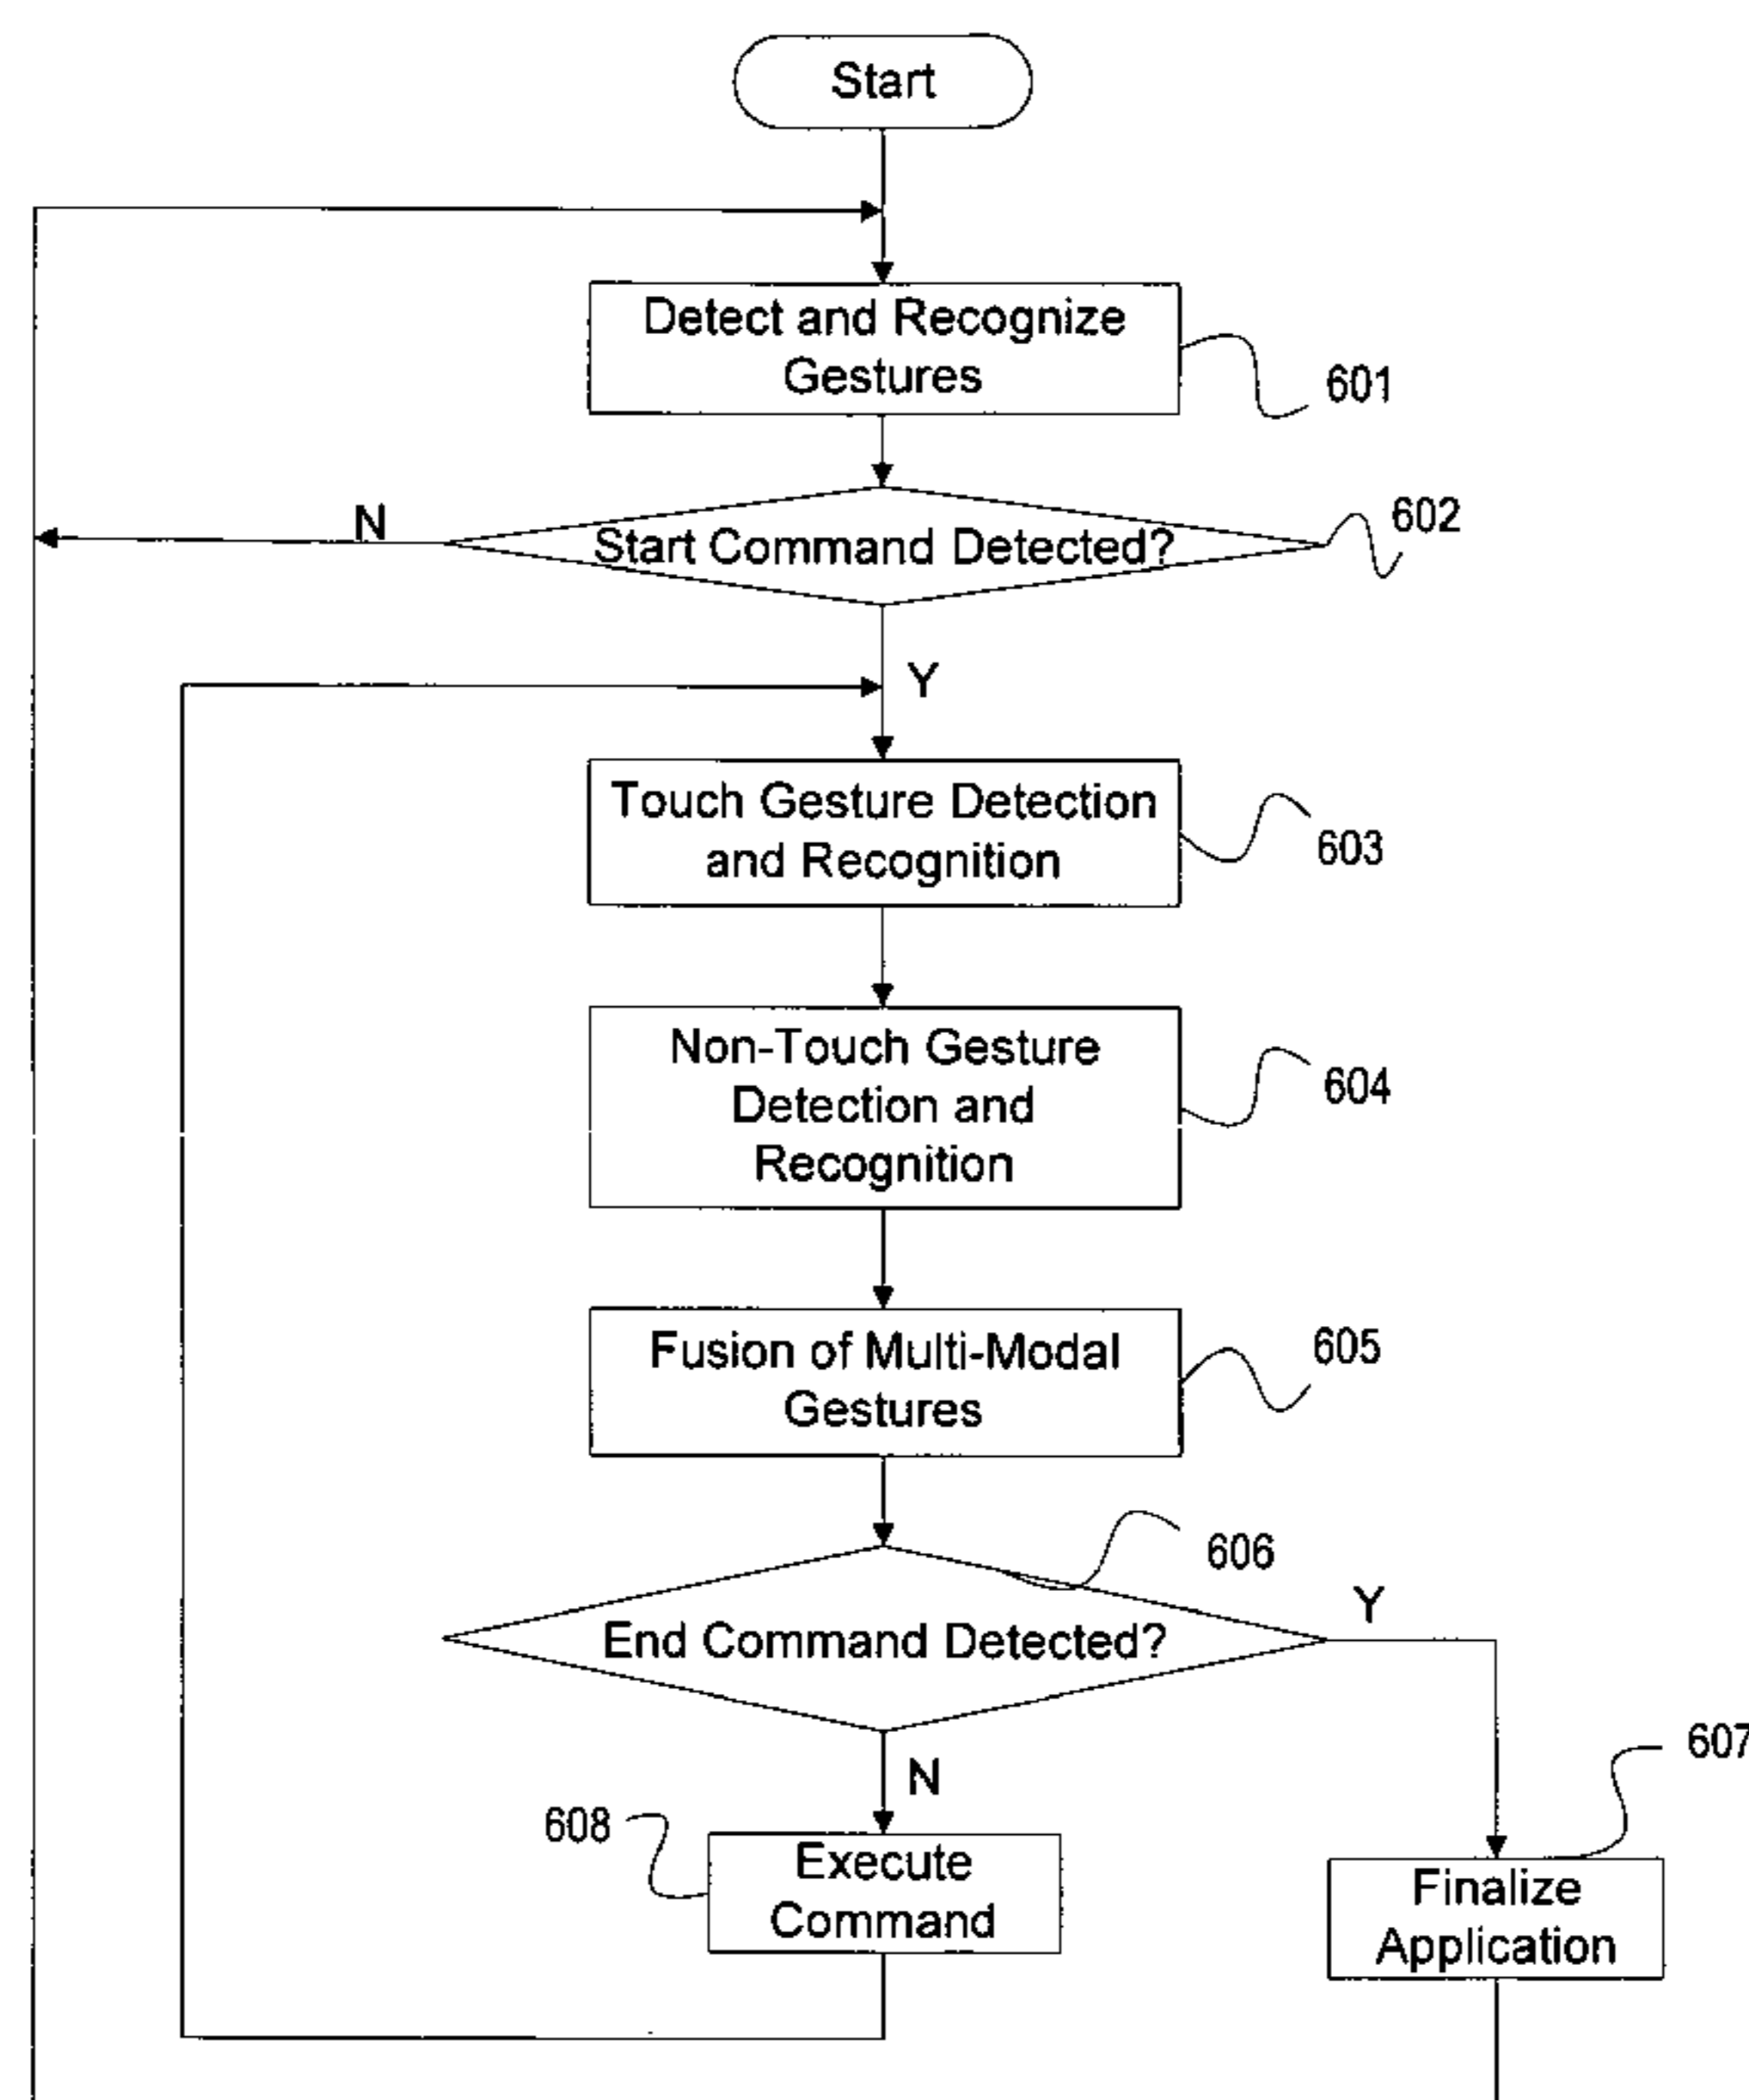 Start
Detect and Recognize
Gestures
601
N
Start Command Detected?
602
Y
Touch Gesture Detection
and Recognition
603
Non-Touch Gesture
Detection and
Recognition
604
Fusion of Multi-Modal
Gestures
605
606
Y
End Command Detected?
607
N
608
Execute
Command
Finalize
Application